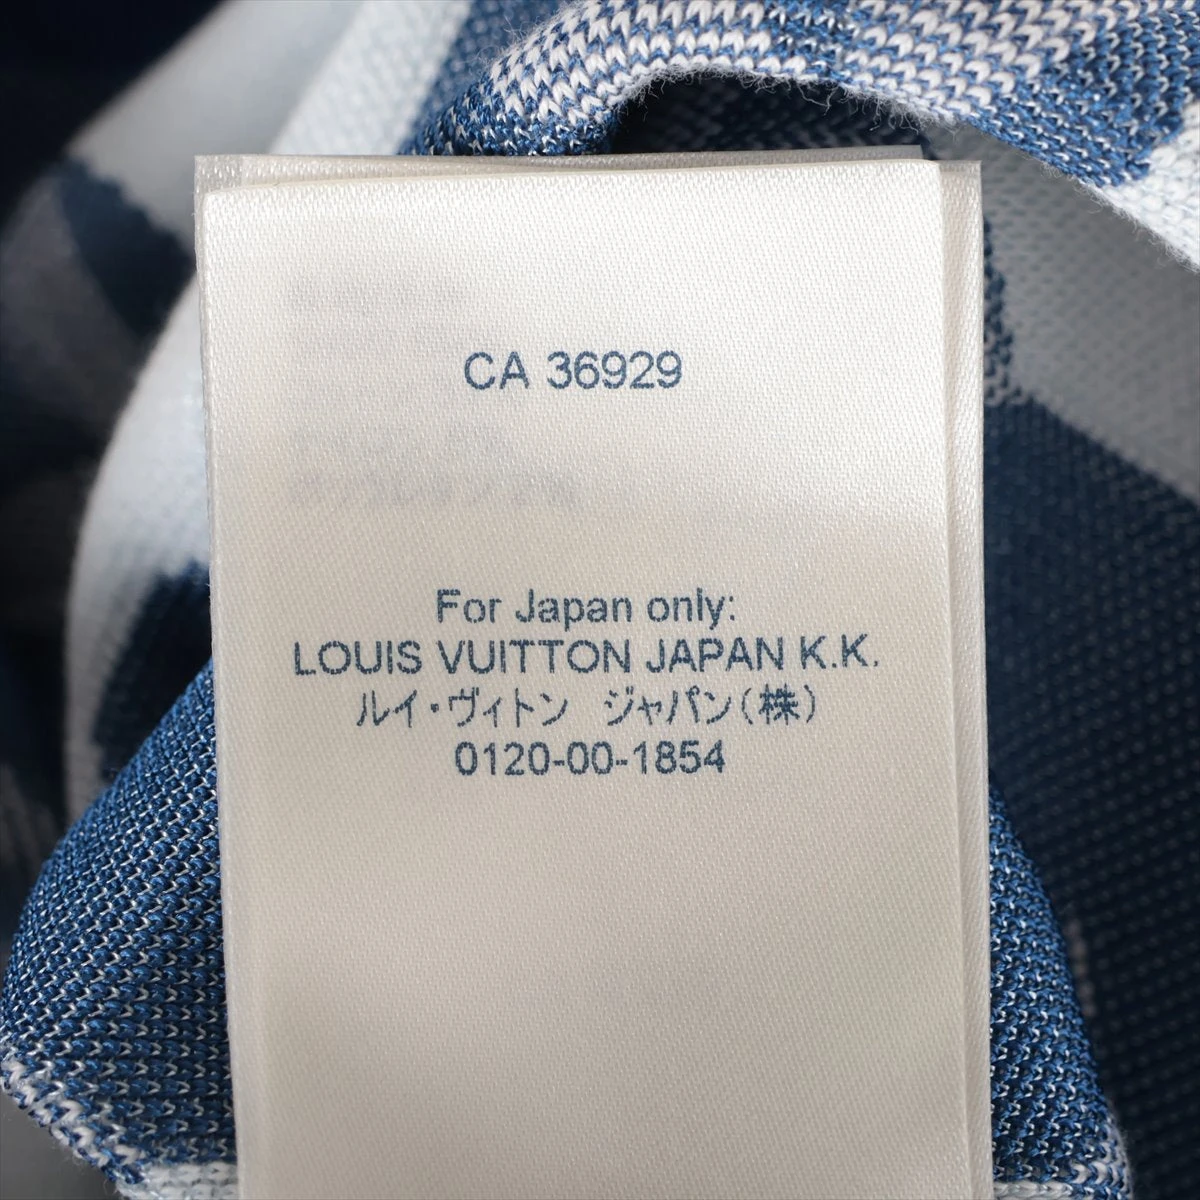 CA 36929
For Japan only:
LOUIS VUITTON JAPAN K.K.
ルイ・ヴィトン ジャパン(株)
0120-00-1854